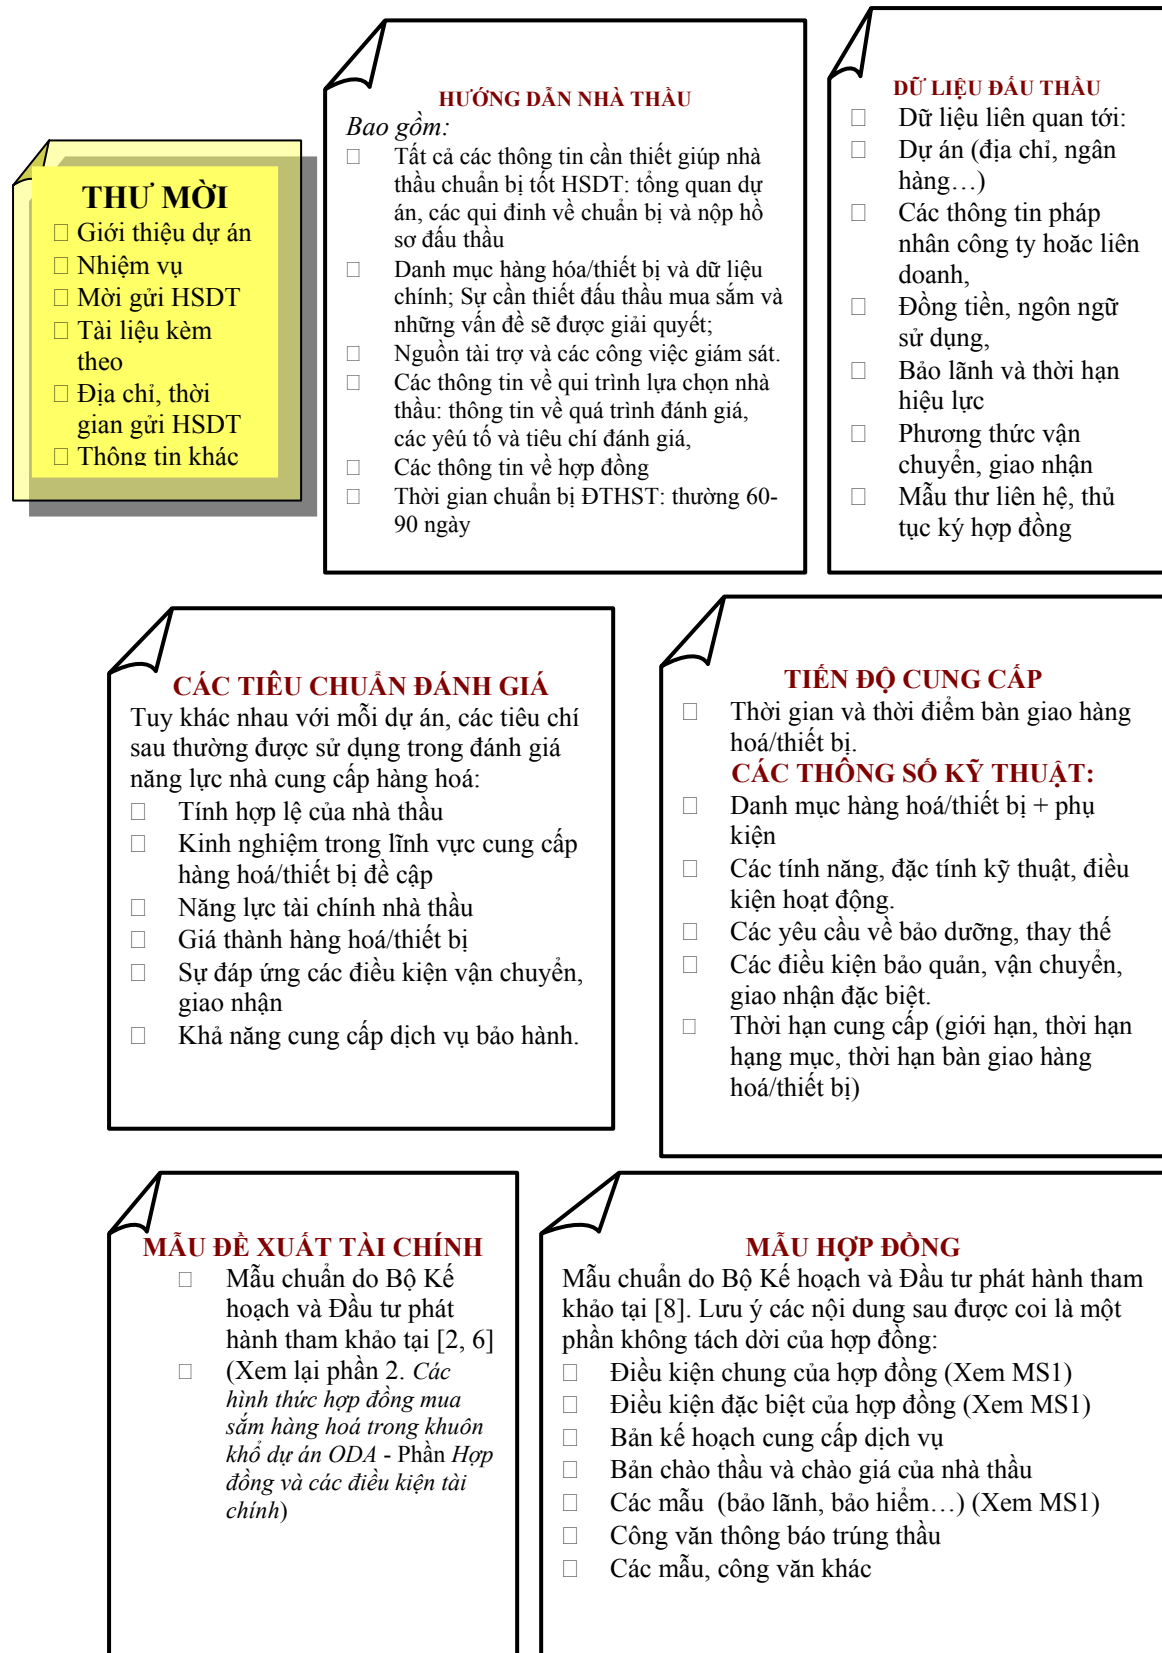 THƯ MỜI
□ Giới thiệu dự án
□ Nhiệm vụ
□ Mời gửi HSDT
□ Tài liệu kèm
theo
□ Địa chỉ, thời
gian gửi HSDT
□ Thông tin khác
HƯỚNG DẪN NHÀ THẦU
Bao gồm:
□ Tất cả các thông tin cần thiết giúp nhà
thầu chuẩn bị tốt HSDT: tổng quan dự
án, các qui đinh về chuẩn bị và nộp hồ
sơ đấu thầu
□ Danh mục hàng hóa/thiết bị và dữ liệu
chính; Sự cần thiết đấu thầu mua sắm và
những vấn đề sẽ được giải quyết;
□ Nguồn tài trợ và các công việc giám sát.
□ Các thông tin về qui trình lựa chọn nhà
thầu: thông tin về quá trình đánh giá,
các yêú tố và tiêu chí đánh giá,
□ Các thông tin về hợp đồng
□ Thời gian chuẩn bị ĐTHST: thường 60-
90 ngày
DỮ LIỆU ĐẤU THẦU
□ Dữ liệu liên quan tới:
□ Dự án (địa chỉ, ngân
hàng…)
□ Các thông tin pháp
nhân công ty hoăc liên
doanh,
□ Đồng tiền, ngôn ngữ
sử dụng,
□ Bảo lãnh và thời hạn
hiệu lực
□ Phương thức vận
chuyển, giao nhận
□ Mẫu thư liên hệ, thủ
tục ký hợp đồng
CÁC TIÊU CHUẨN ĐÁNH GIÁ
Tuy khác nhau với mỗi dự án, các tiêu chí
sau thường được sử dụng trong đánh giá
năng lực nhà cung cấp hàng hoá:
□ Tính hợp lệ của nhà thầu
□ Kinh nghiệm trong lĩnh vực cung cấp
hàng hoá/thiết bị đề cập
□ Năng lực tài chính nhà thầu
□ Giá thành hàng hoá/thiết bị
□ Sự đáp ứng các điều kiện vận chuyển,
giao nhận
□ Khả năng cung cấp dịch vụ bảo hành.
TIẾN ĐỘ CUNG CẤP
□ Thời gian và thời điểm bàn giao hàng
hoá/thiết bị.
CÁC THÔNG SỐ KỸ THUẬT:
□ Danh mục hàng hoá/thiết bị + phụ
kiện
□ Các tính năng, đặc tính kỹ thuật, điều
kiện hoạt động.
□ Các yêu cầu về bảo dưỡng, thay thế
□ Các điều kiện bảo quản, vận chuyển,
giao nhận đặc biệt.
□ Thời hạn cung cấp (giới hạn, thời hạn
hạng mục, thời hạn bàn giao hàng
hoá/thiết bị)
MẪU ĐỀ XUẤT TÀI CHÍNH
□ Mẫu chuẩn do Bộ Kế
hoạch và Đầu tư phát
hành tham khảo tại [2, 6]
□ (Xem lại phần 2. Các
hình thức hợp đồng mua
sắm hàng hoá trong khuôn
khổ dự án ODA - Phần Hợp
đồng và các điều kiện tài
chính)
MẪU HỢP ĐỒNG
Mẫu chuẩn do Bộ Kế hoạch và Đầu tư phát hành tham
khảo tại [8]. Lưu ý các nội dung sau được coi là một
phần không tách dời của hợp đồng:
□ Điều kiện chung của hợp đồng (Xem MS1)
□ Điều kiện đặc biệt của hợp đồng (Xem MS1)
□ Bản kế hoạch cung cấp dịch vụ
□ Bản chào thầu và chào giá của nhà thầu
□ Các mẫu (bảo lãnh, bảo hiểm…) (Xem MS1)
□ Công văn thông báo trúng thầu
□ Các mẫu, công văn khác